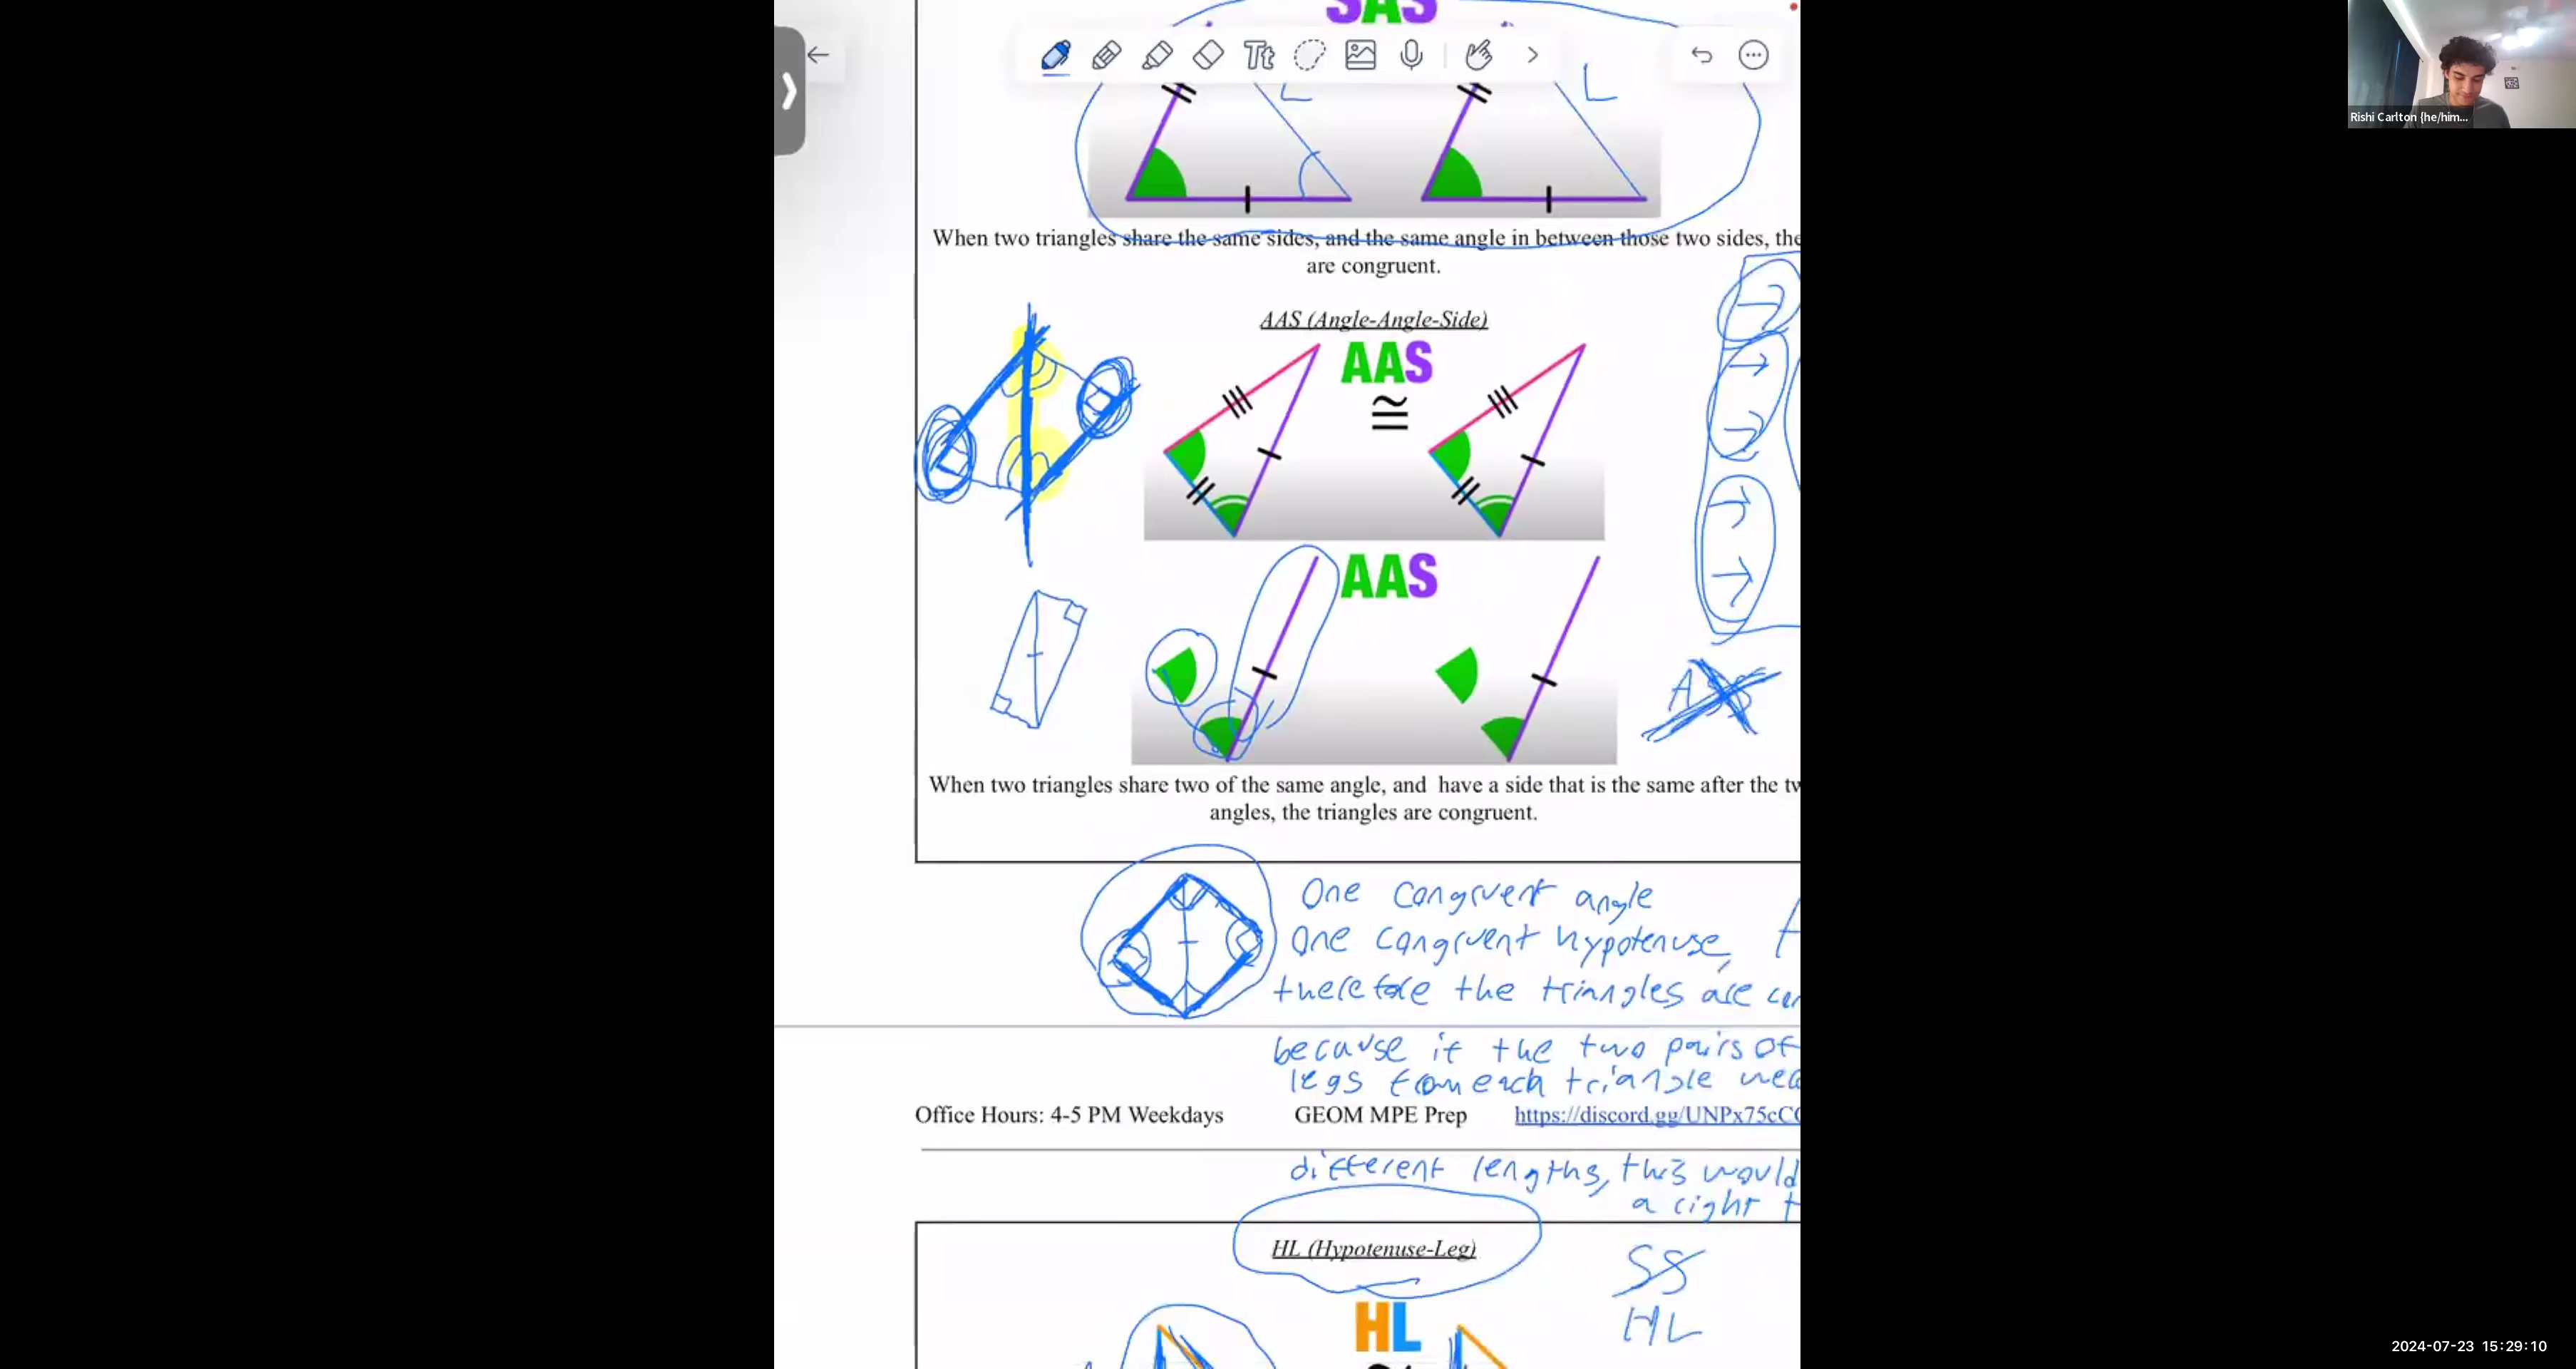 SAS
Tt
L
L
Rishi Carlton (he/him...
When two triangles share the same sides, and the same angle in between those two sides, the
are congruent.
AAS (Angle-Angle-Side)
AAS
≅
AAS
When two triangles share two of the same angle, and have a side that is the same after the tw
angles, the triangles are congruent.
One congruent angle
One congruent hypotenuse,
therefore the triangles are con
because if the two pairs of
legs from each triangle
Office Hours: 4-5 PM Weekdays GEOM MPE Prep https://discord.gg/UNPx75cC
different lengths, this would
a right t
HL (Hypotenuse-Leg)
SS
HL
HL
2024-07-23 15:29:10